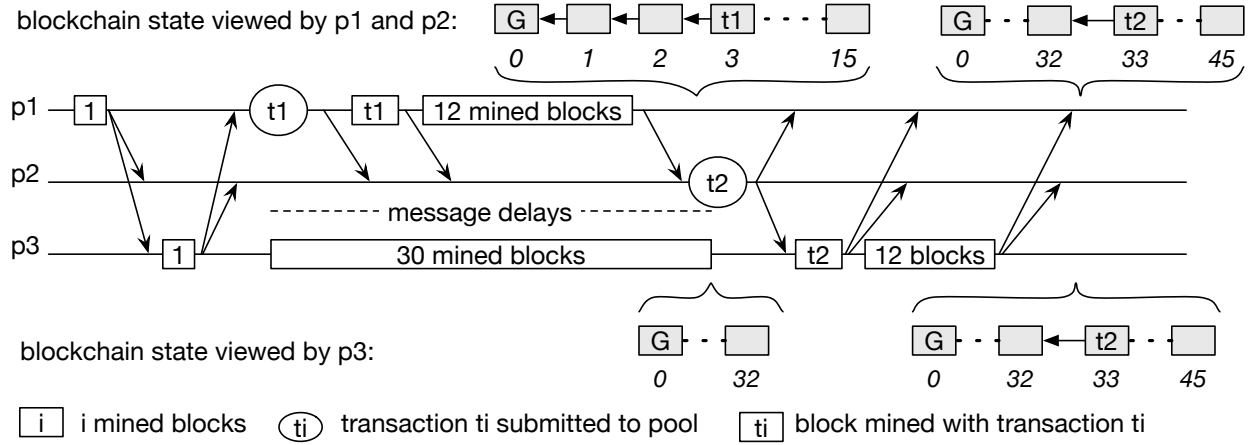 blockchain state viewed by p1 and p2:
G t1
0 1 2 3 15
G t2
0 32 33 45
p1 1 t1 t1 12 mined blocks
p2 t2
message delays
p3 1 30 mined blocks t2 12 blocks
blockchain state viewed by p3:
G
0 32
G t2
0 32 33 45
i i mined blocks ti transaction ti submitted to pool ti block mined with transaction ti